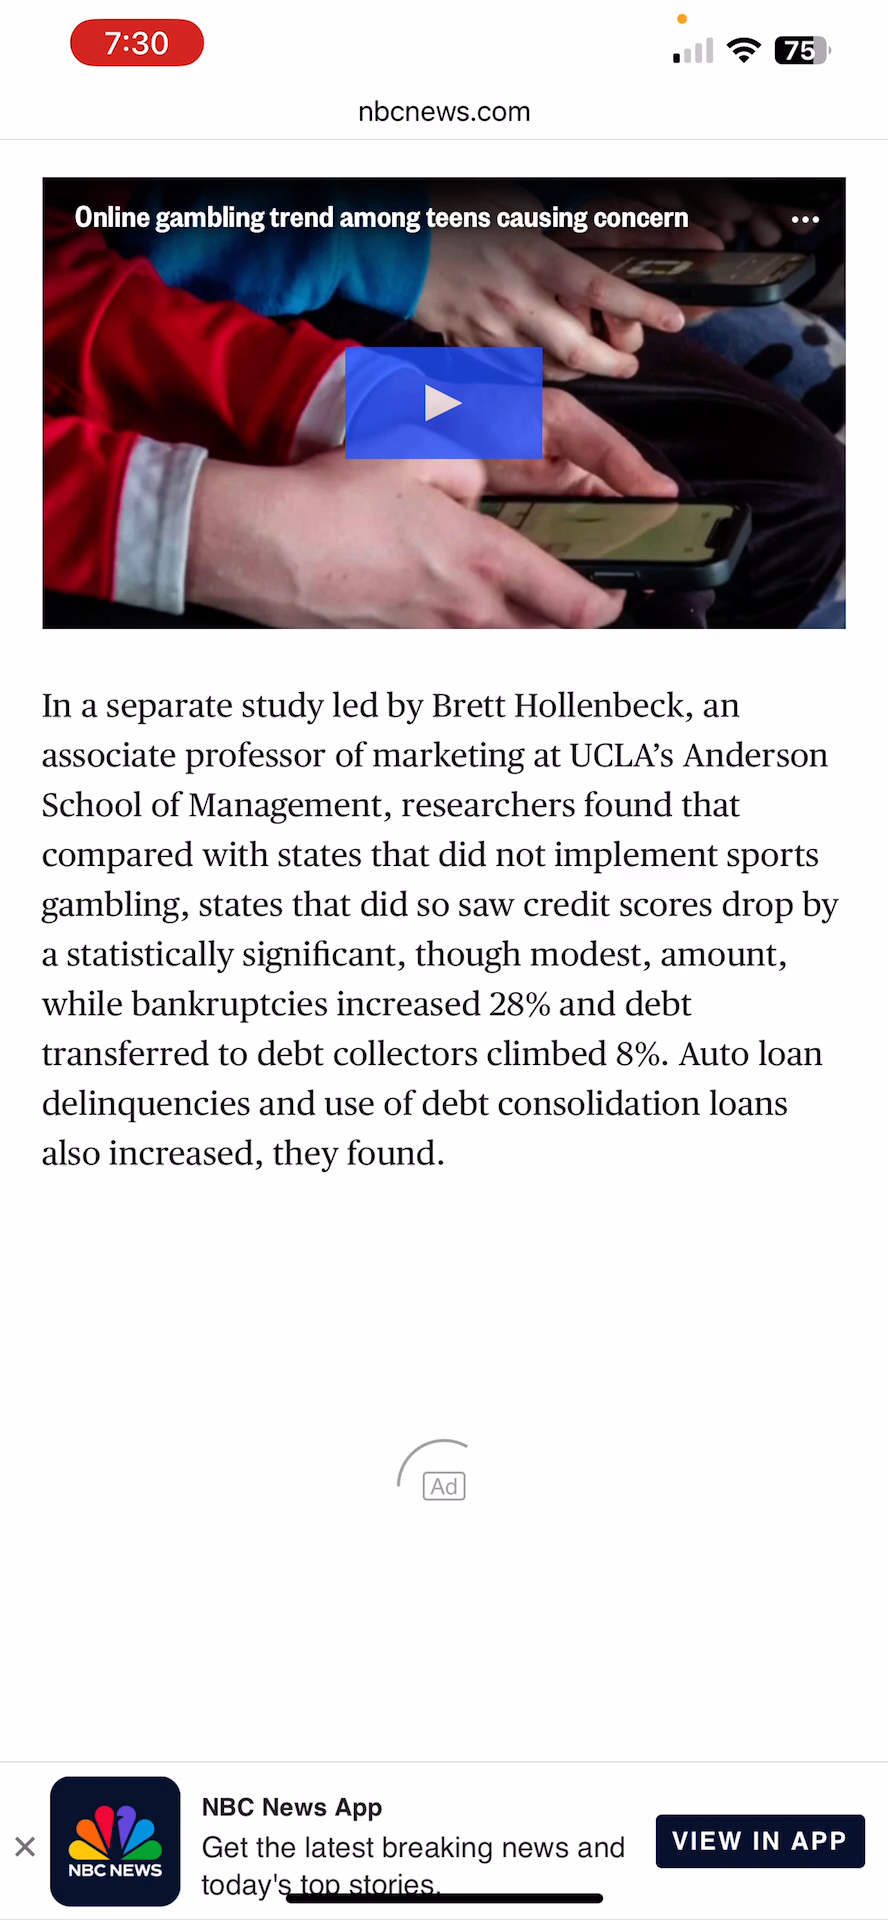 7:30
75
nbcnews.com
Online gambling trend among teens causing concern
In a separate study led by Brett Hollenbeck, an
associate professor of marketing at UCLA’s Anderson
School of Management, researchers found that
compared with states that did not implement sports
gambling, states that did so saw credit scores drop by
a statistically significant, though modest, amount,
while bankruptcies increased 28% and debt
transferred to debt collectors climbed 8%. Auto loan
delinquencies and use of debt consolidation loans
also increased, they found.
Ad
NBC NEWS
NBC News App
Get the latest breaking news and
today's top stories.
VIEW IN APP